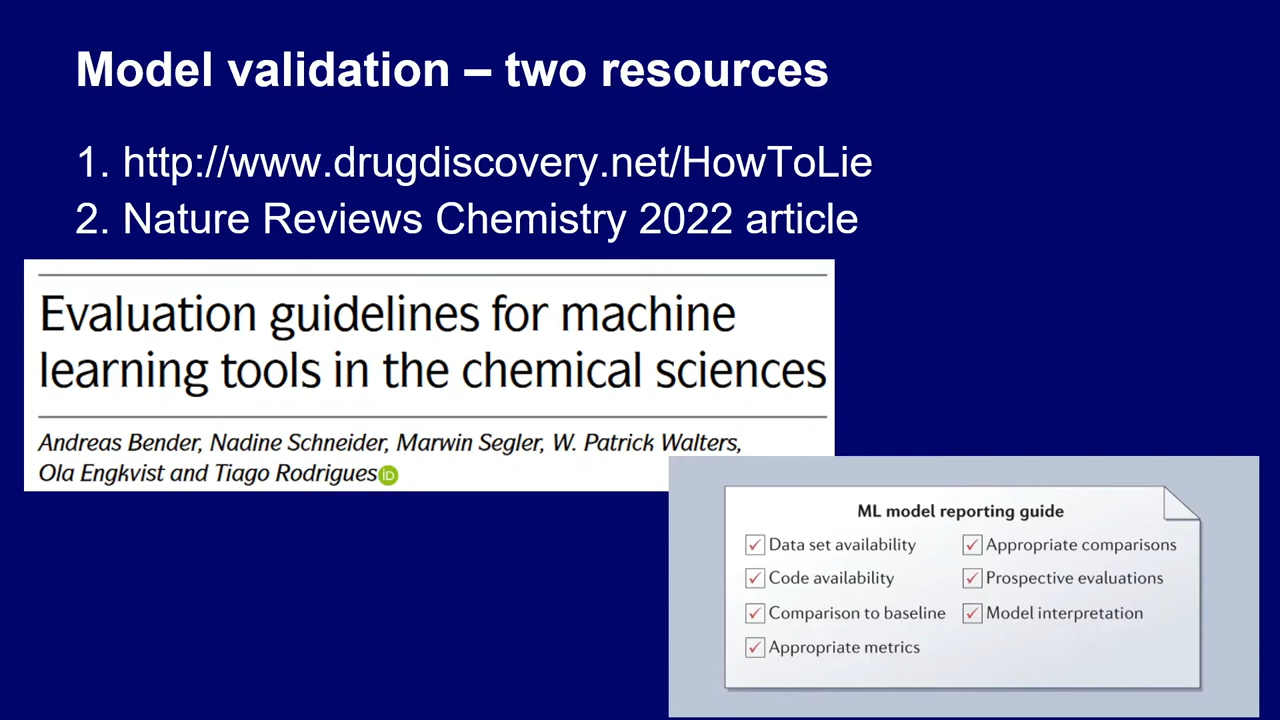 Model validation – two resources
1. http://www.drugdiscovery.net/HowToLie
2. Nature Reviews Chemistry 2022 article
Evaluation guidelines for machine
learning tools in the chemical sciences
Andreas Bender, Nadine Schneider, Marwin Segler, W. Patrick Walters,
Ola Engkvist and Tiago Rodrigues iD
ML model reporting guide
Data set availability
Code availability
Comparison to baseline
Appropriate metrics
Appropriate comparisons
Prospective evaluations
Model interpretation